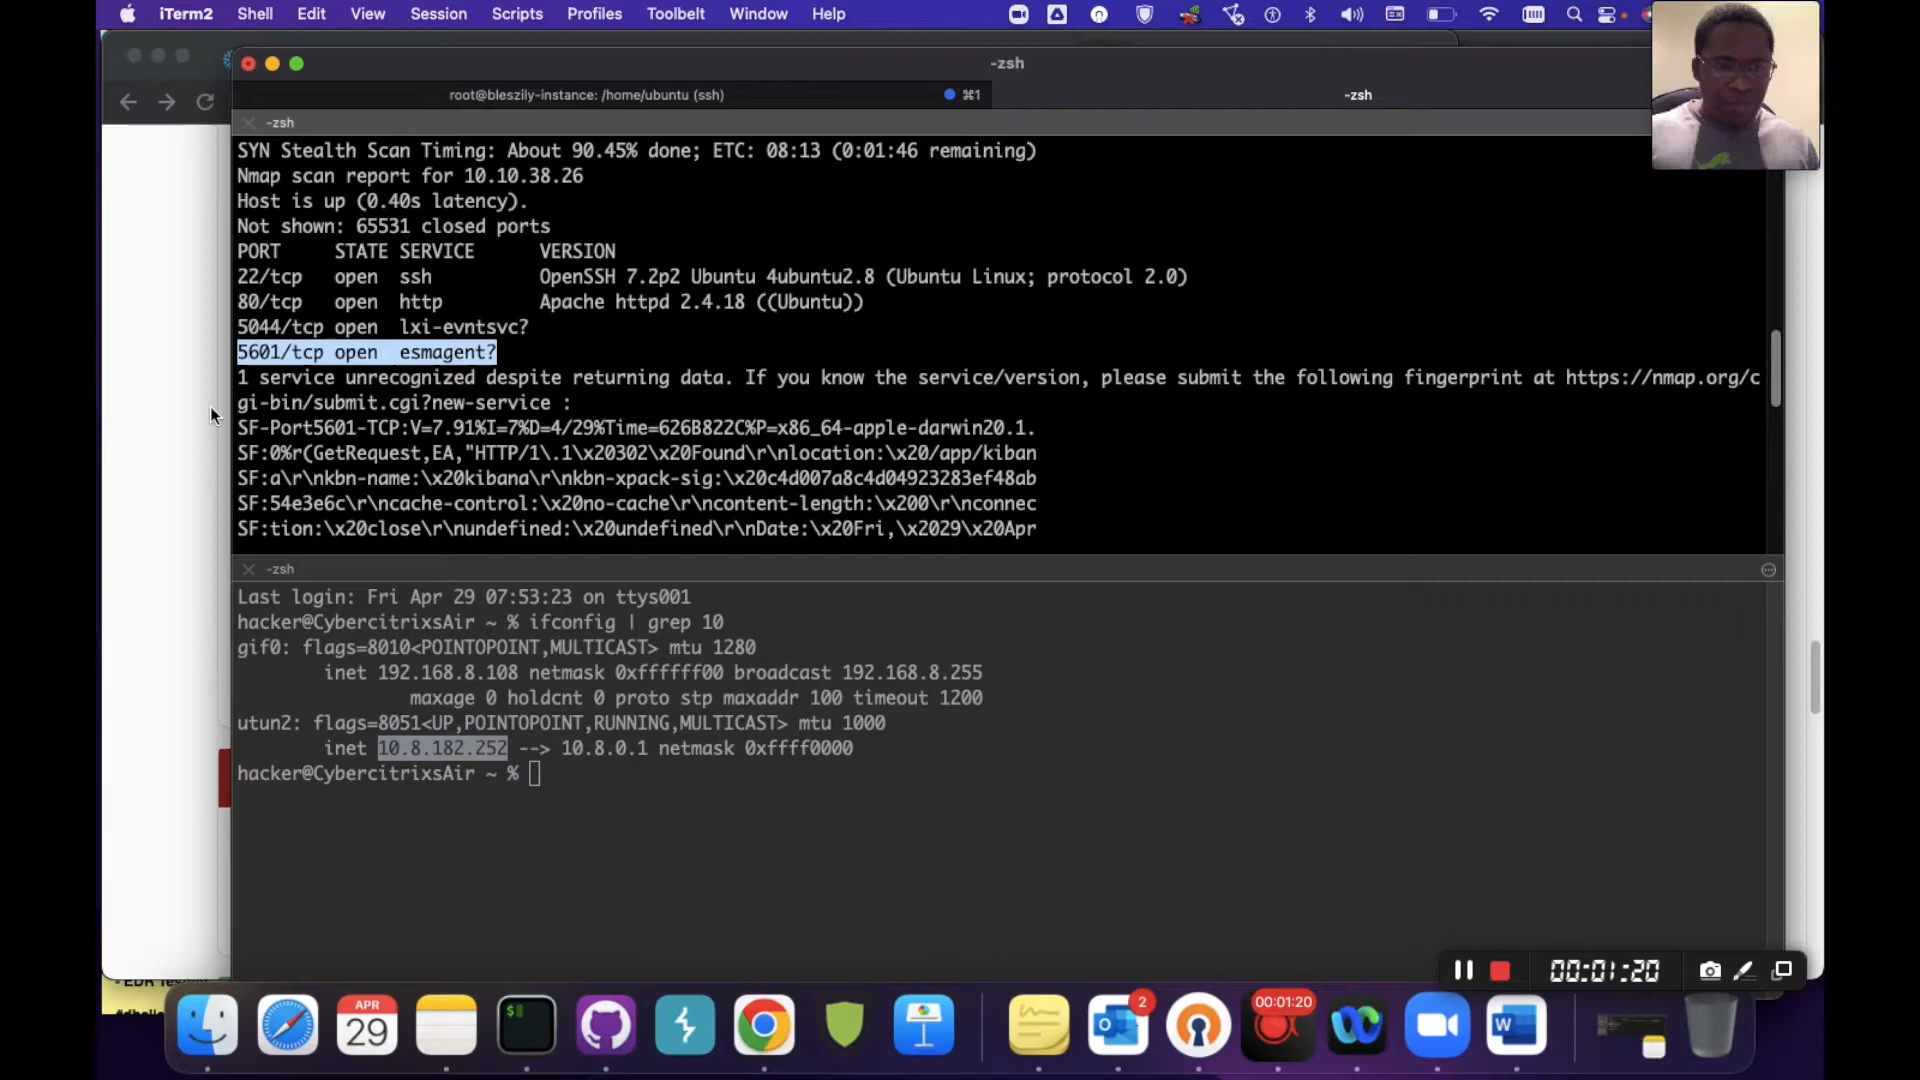 iTerm2 Shell Edit View Session Scripts Profiles Toolbelt Window Help
-zsh
root@bleszily-instance: /home/ubuntu (ssh) ⌘1 -zsh
-zsh
SYN Stealth Scan Timing: About 90.45% done; ETC: 08:13 (0:01:46 remaining)
Nmap scan report for 10.10.38.26
Host is up (0.40s latency).
Not shown: 65531 closed ports
PORT STATE SERVICE VERSION
22/tcp open ssh OpenSSH 7.2p2 Ubuntu 4ubuntu2.8 (Ubuntu Linux; protocol 2.0)
80/tcp open http Apache httpd 2.4.18 ((Ubuntu))
5044/tcp open lxi-evntsvc?
5601/tcp open esmagent?
1 service unrecognized despite returning data. If you know the service/version, please submit the following fingerprint at https://nmap.org/c
gi-bin/submit.cgi?new-service :
SF-Port5601-TCP:V=7.91%I=7%D=4/29%Time=626B822C%P=x86_64-apple-darwin20.1.
SF:0%r(GetRequest,EA,"HTTP/1\.1\x20302\x20Found\r\nlocation:\x20/app/kiban
SF:a\r\nkbn-name:\x20kibana\r\nkbn-xpack-sig:\x20c4d007a8c4d04923283ef48ab
SF:54e3e6c\r\ncache-control:\x20no-cache\r\ncontent-length:\x200\r\nconnec
SF:tion:\x20close\r\nundefined:\x20undefined\r\nDate:\x20Fri,\x2029\x20Apr
-zsh
Last login: Fri Apr 29 07:53:23 on ttys001
hacker@CybercitrixsAir ~ % ifconfig | grep 10
gif0: flags=8010<POINTOPOINT,MULTICAST> mtu 1280
inet 192.168.8.108 netmask 0xffffff00 broadcast 192.168.8.255
maxage 0 holdcnt 0 proto stp maxaddr 100 timeout 1200
utun2: flags=8051<UP,POINTOPOINT,RUNNING,MULTICAST> mtu 1000
inet 10.8.182.252 --> 10.8.0.1 netmask 0xffff0000
hacker@CybercitrixsAir ~ %
00:01:20
APR
29
$
2
00:01:20
W